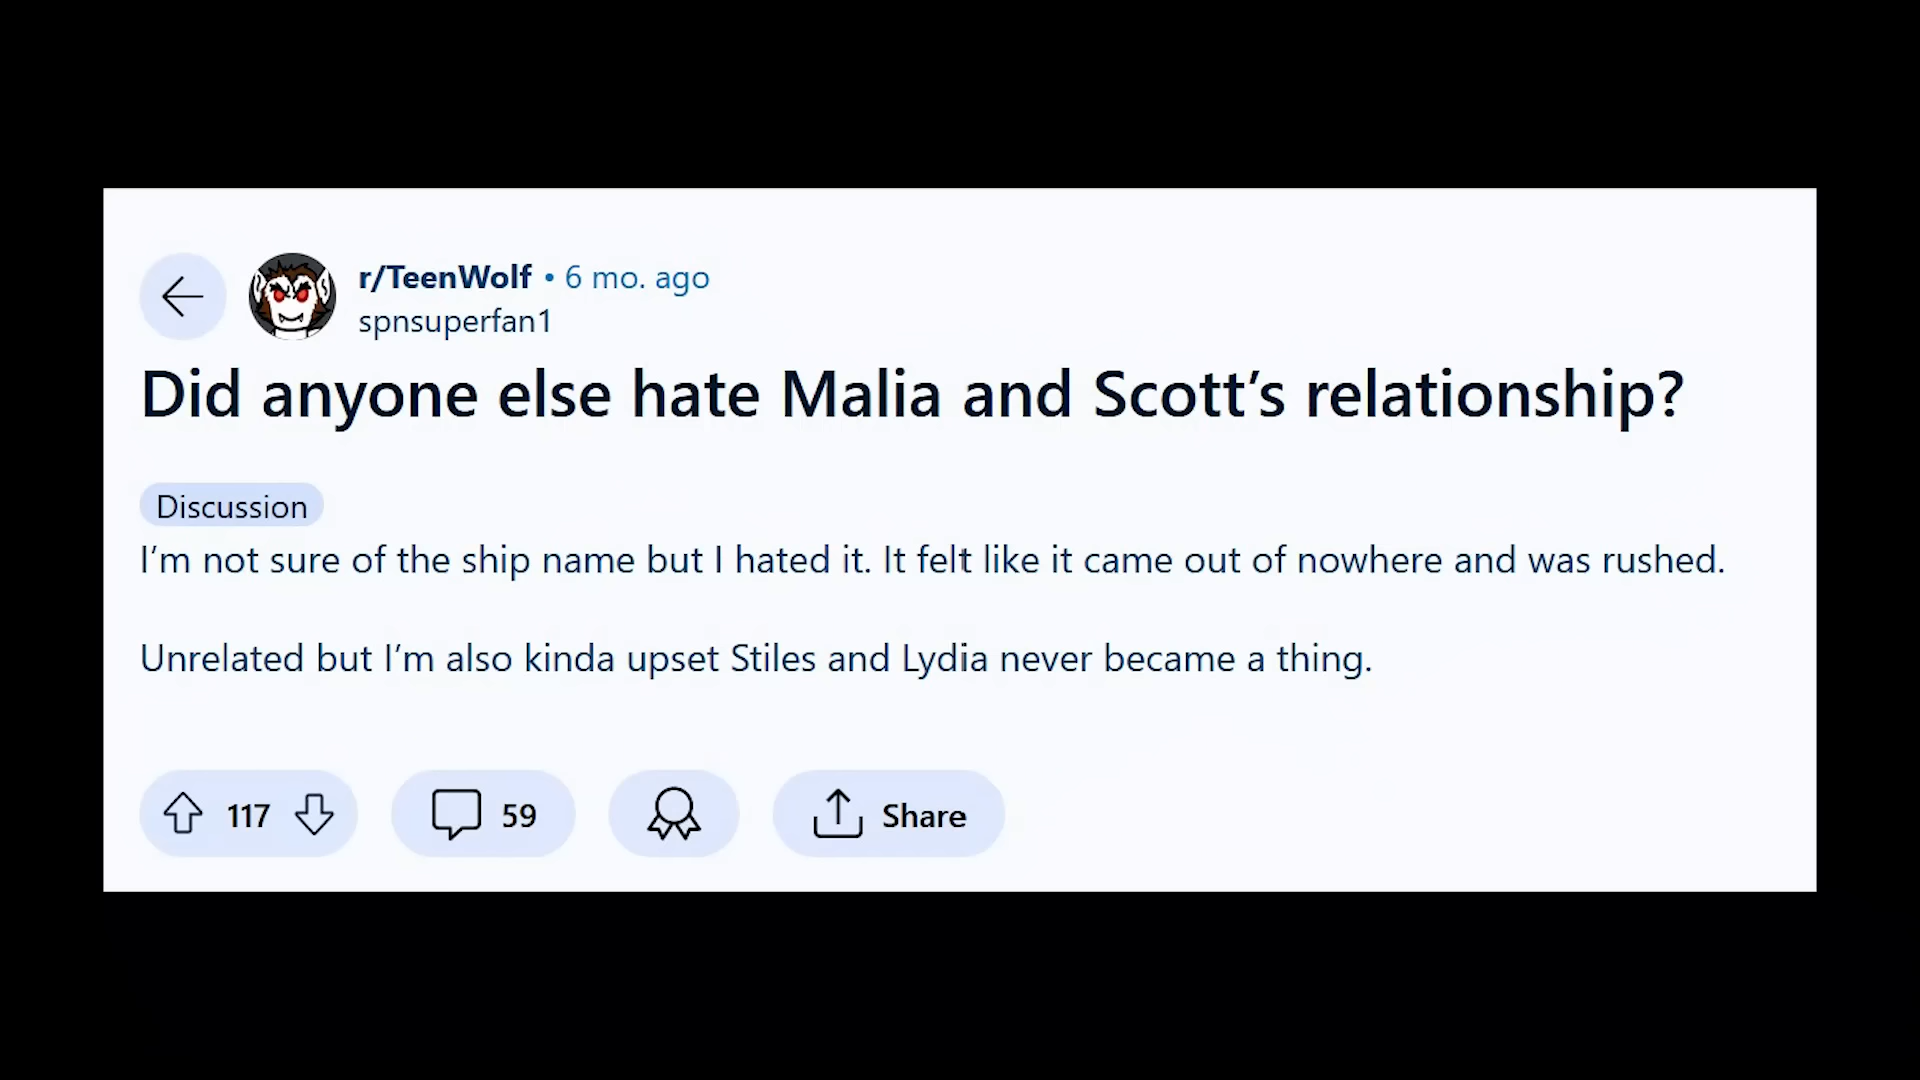 r/TeenWolf • 6 mo. ago
spnsuperfan1
Did anyone else hate Malia and Scott’s relationship?
Discussion
I’m not sure of the ship name but I hated it. It felt like it came out of nowhere and was rushed.
Unrelated but I’m also kinda upset Stiles and Lydia never became a thing.
117 59 Share